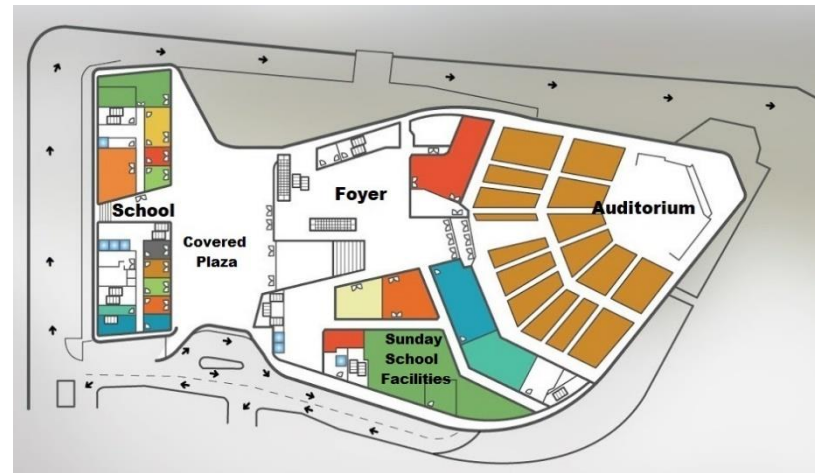 School
Covered
Plaza
Foyer
Auditorium
Sunday
School
Facilities